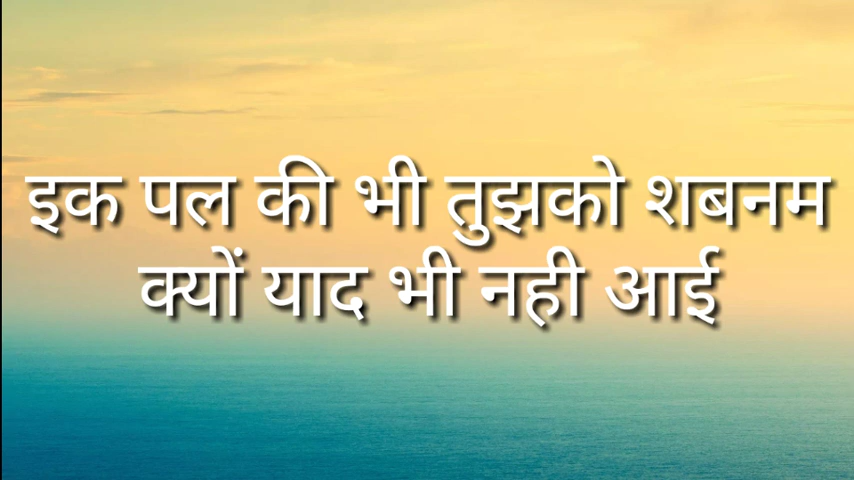 इक पल की भी तुझको शबनम
क्यों याद भी नही आई